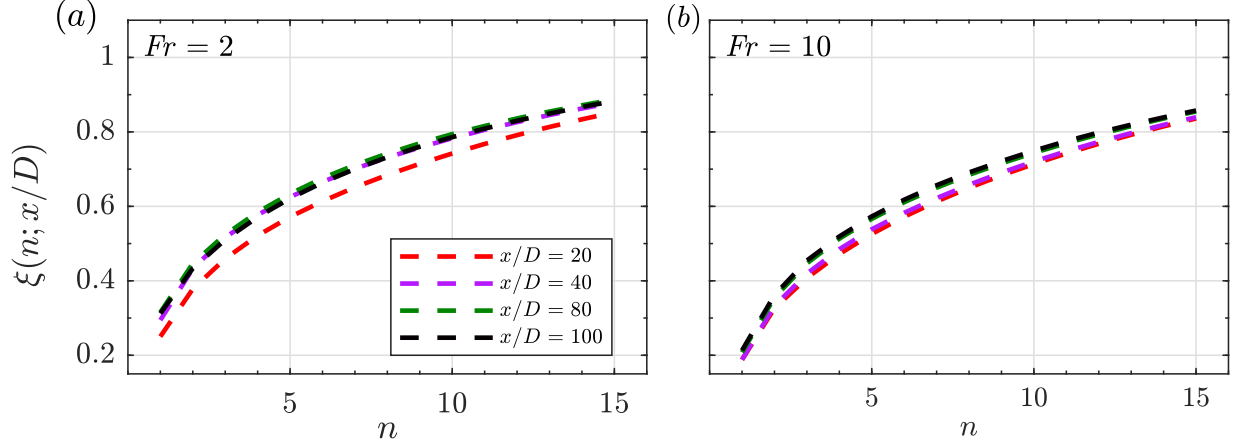 (a)
Fr = 2
ξ(n; x/D)
1
0.8
0.6
0.4
0.2
5
10
15
n
x/D = 20
x/D = 40
x/D = 80
x/D = 100
(b)
Fr = 10
5
10
15
n